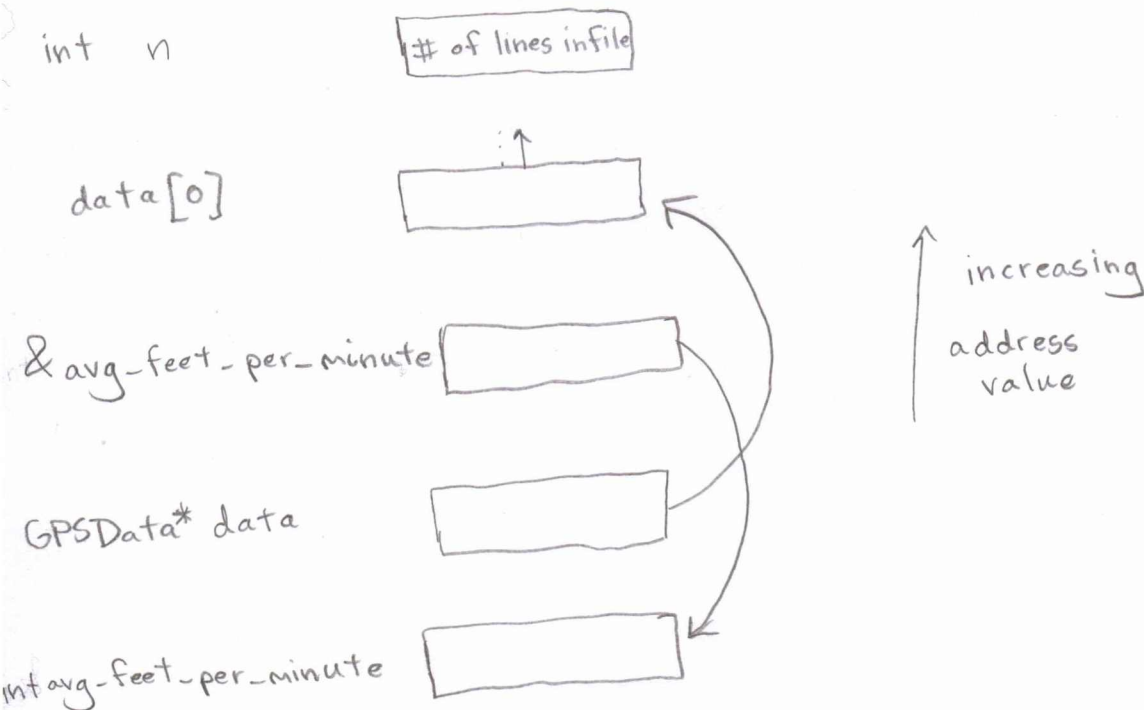 int n
# of lines infile
data[0]
increasing
address
value
& avg-feet-per-minute
GPSData* data
int avg-feet-per-minute